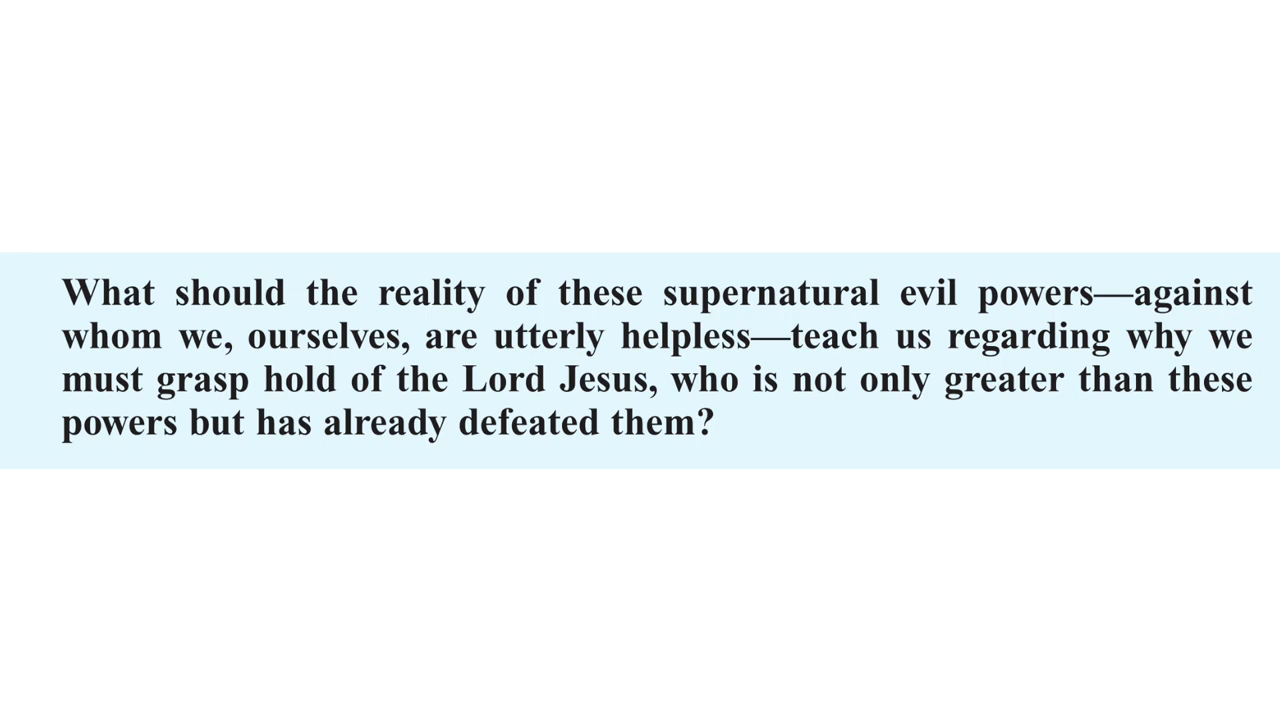 What should the reality of these supernatural evil powers—against
whom we, ourselves, are utterly helpless—teach us regarding why we
must grasp hold of the Lord Jesus, who is not only greater than these
powers but has already defeated them?